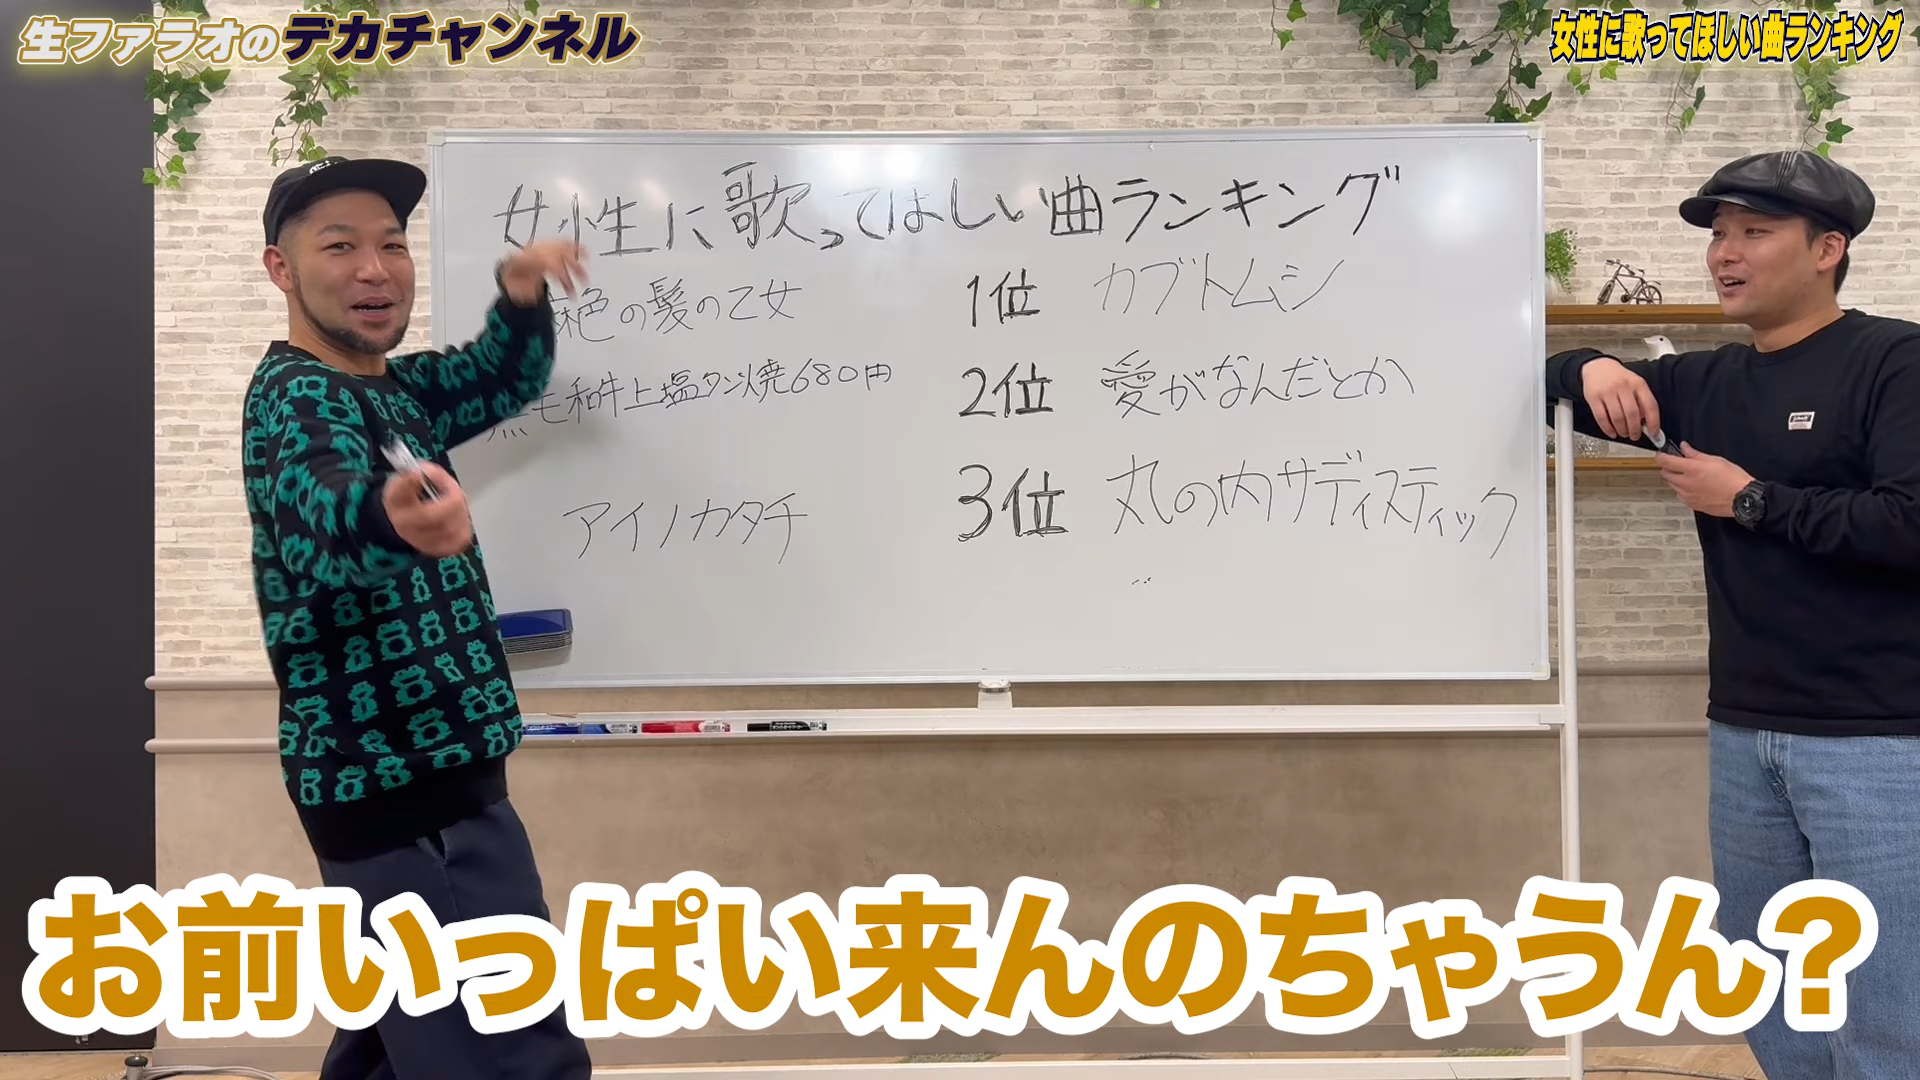 生ファラオのデカチャンネル
女性に歌ってほしい曲ランキング
女性に歌ってほしい曲ランキング
色の髪の乙女
1位 カブトムシ
毛和牛上塩タン焼680円
2位 愛がなんだとか
アイノカタチ
3位 丸の内サディスティック
お前いっぱい来んのちゃうん?